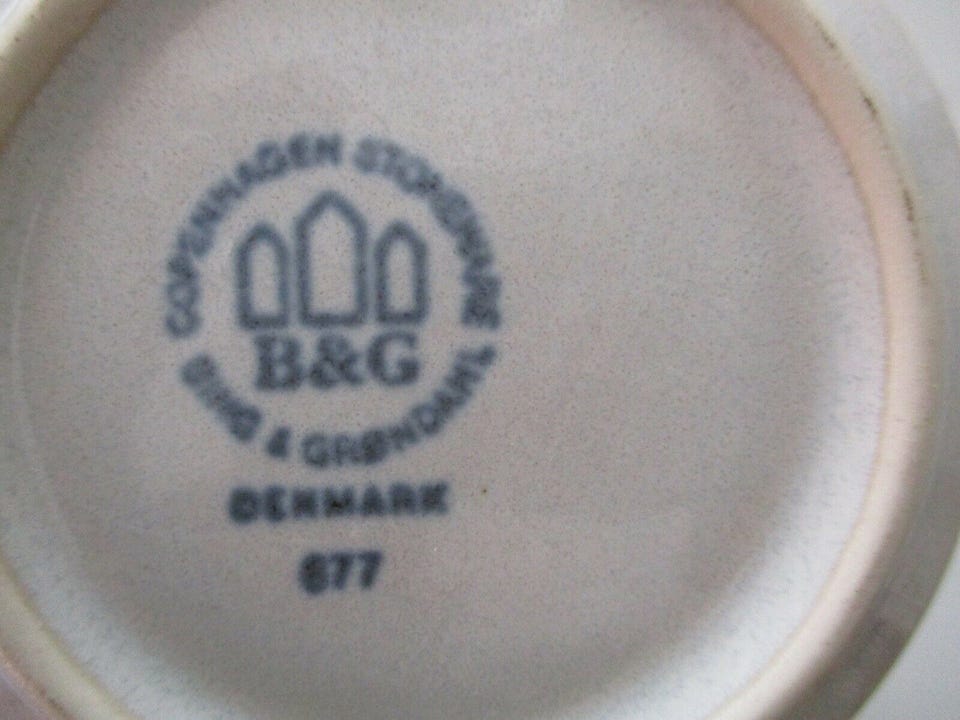 COPENHAGEN STONEWARE
B&G
BING & GRØNDAHL
DENMARK
677